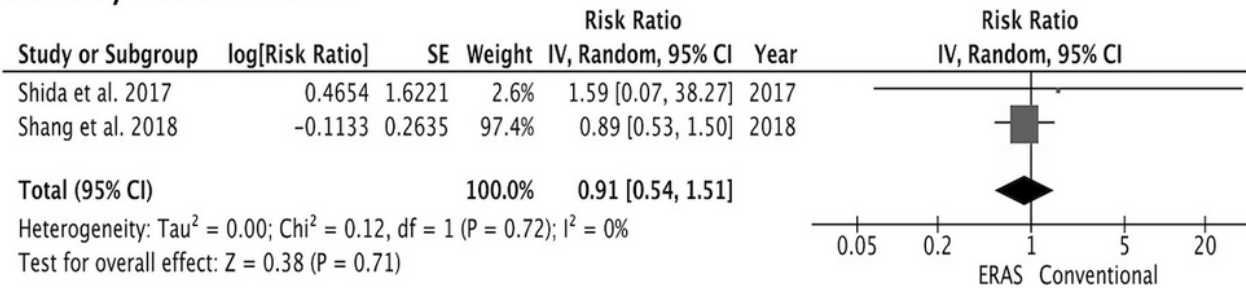 Risk Ratio Risk Ratio
Study or Subgroup log[Risk Ratio] SE Weight IV, Random, 95% CI Year IV, Random, 95% CI
Shida et al. 2017 0.4654 1.6221 2.6% 1.59 [0.07, 38.27] 2017
Shang et al. 2018 −0.1133 0.2635 97.4% 0.89 [0.53, 1.50] 2018
Total (95% CI) 100.0% 0.91 [0.54, 1.51]
Heterogeneity: Tau² = 0.00; Chi² = 0.12, df = 1 (P = 0.72); I² = 0%
Test for overall effect: Z = 0.38 (P = 0.71)
0.05 0.2 1 5 20
ERAS Conventional